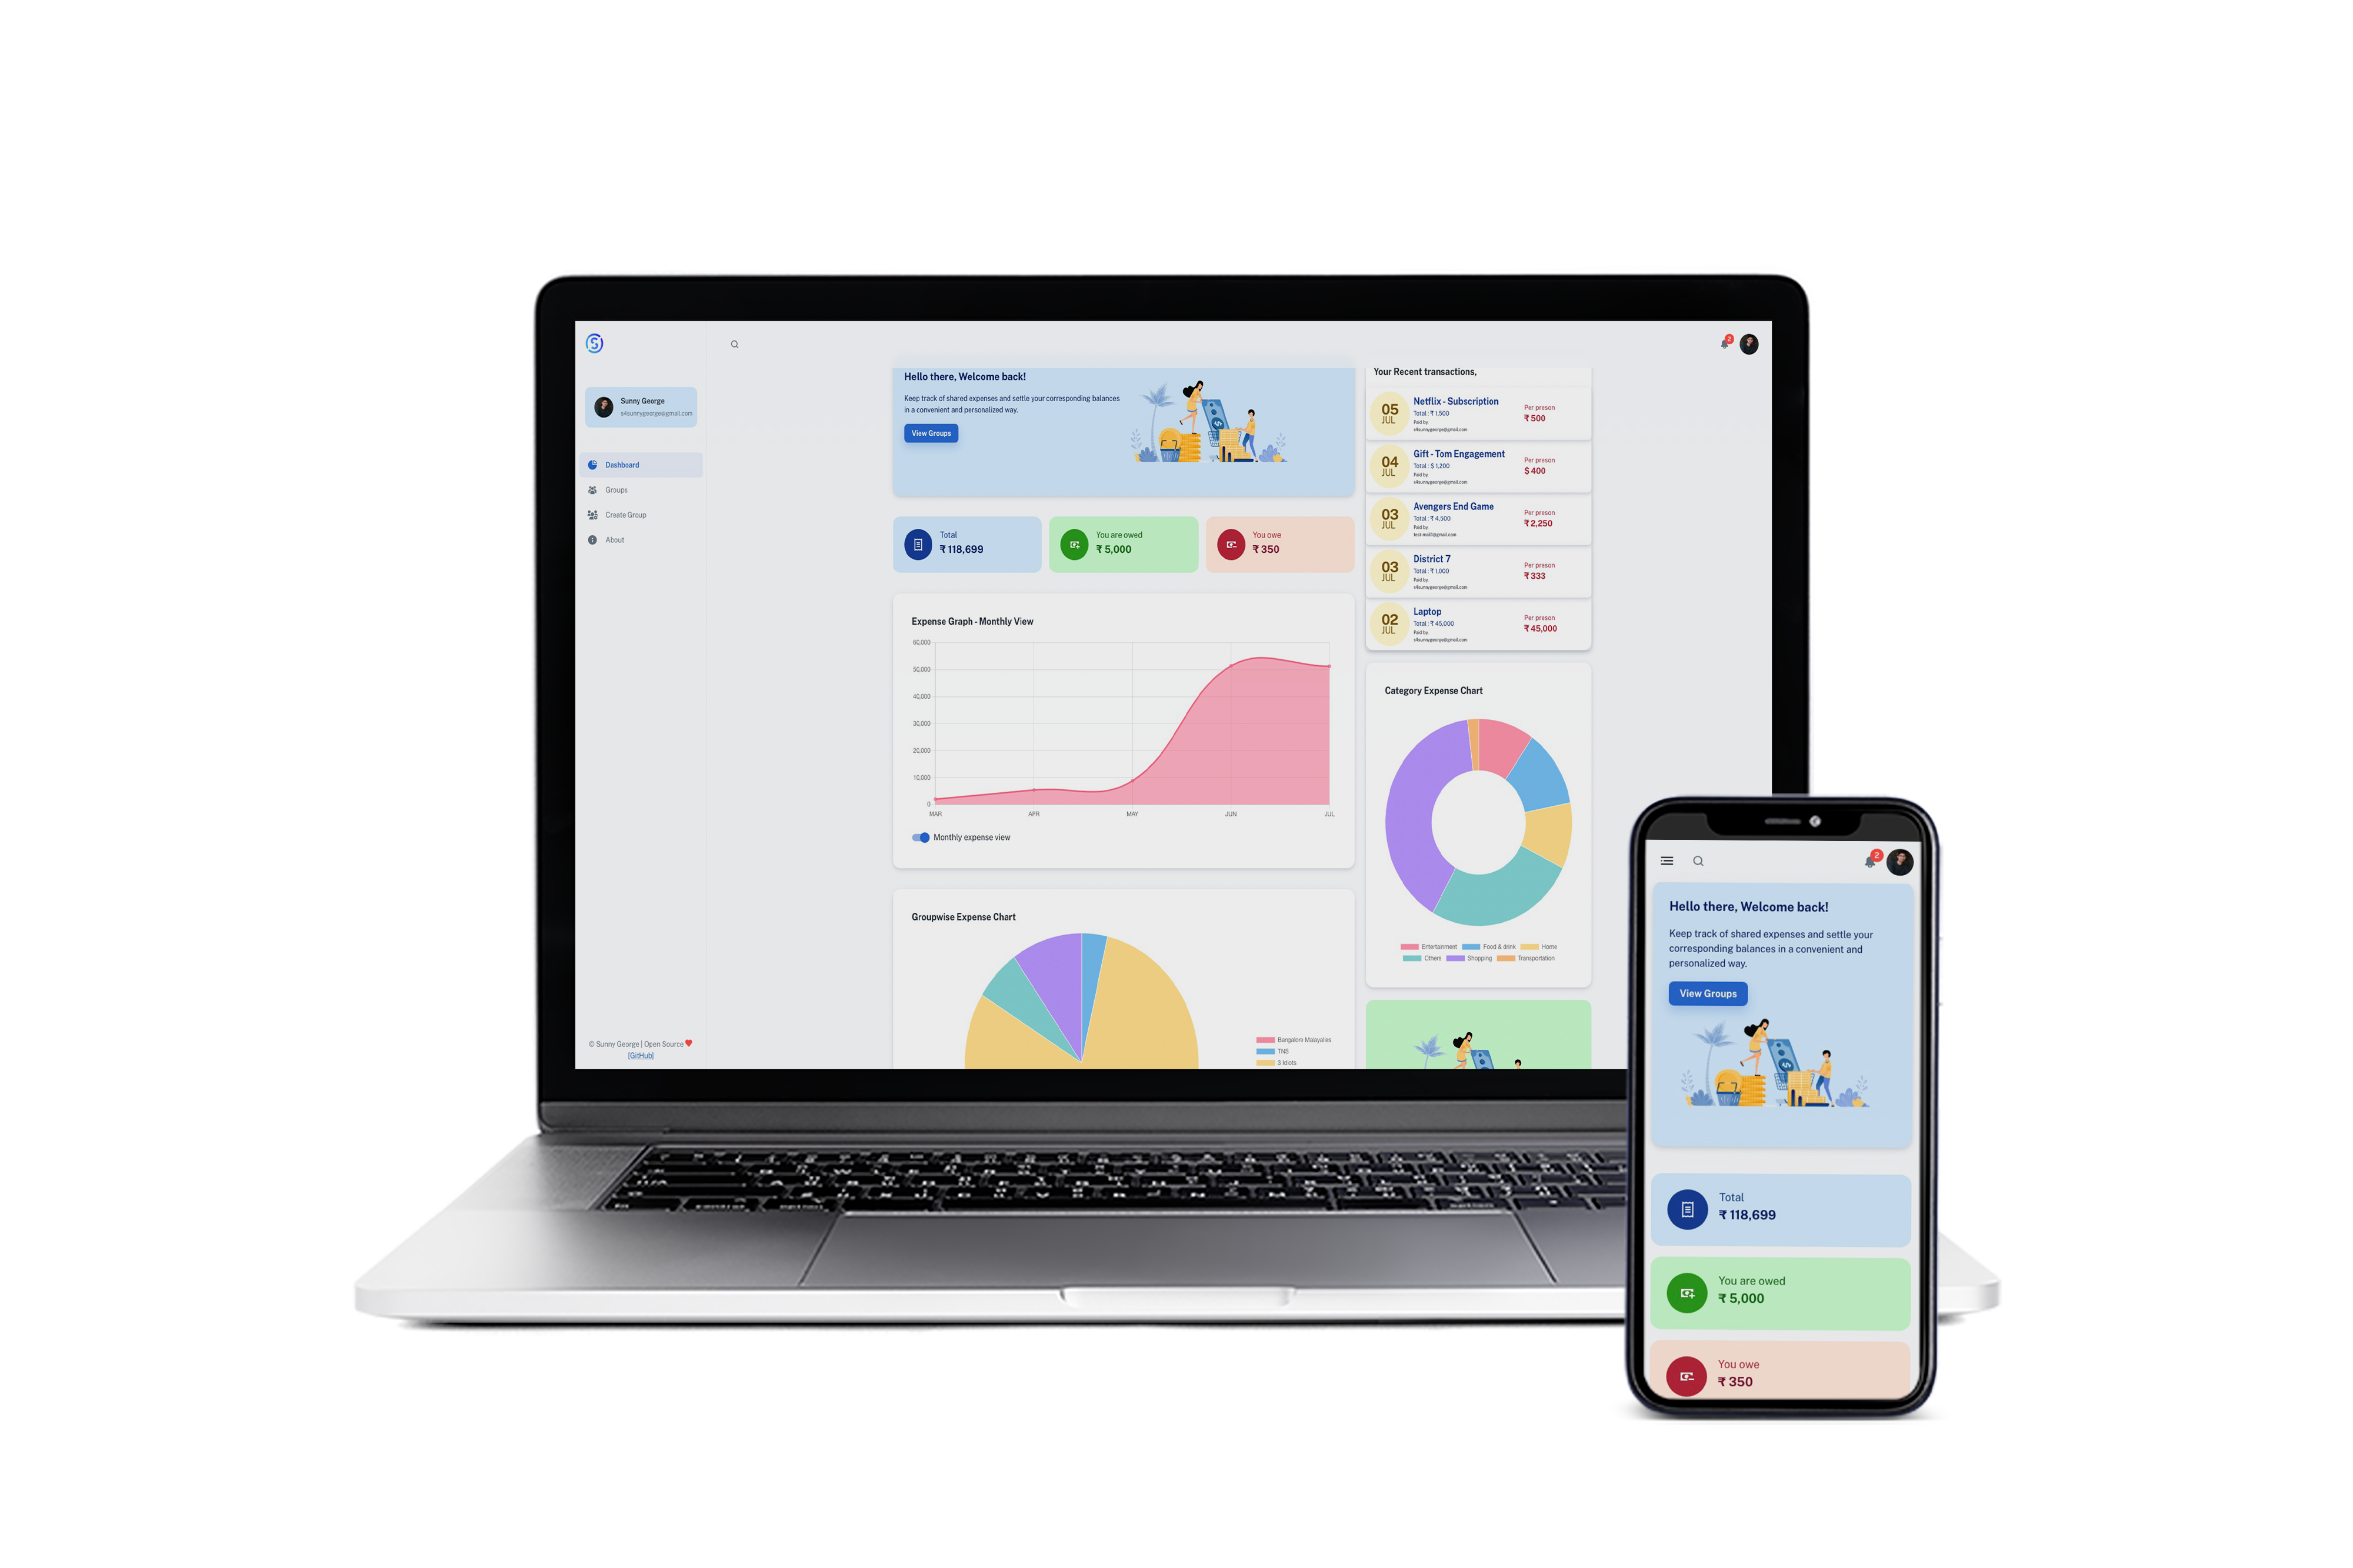 Sunny George
s4sunnygeorge@gmail.com
Dashboard
Groups
Create Group
About
© Sunny George | Open Source
[GitHub]
2
Hello there, Welcome back!
Keep track of shared expenses and settle your corresponding balances
in a convenient and personalized way.
View Groups
Total
₹ 118,699
You are owed
₹ 5,000
You owe
₹ 350
Expense Graph - Monthly View
60,000
50,000
40,000
30,000
20,000
10,000
0
MAR APR MAY JUN JUL
Monthly expense view
Groupwise Expense Chart
Bangalore Malayalies
TNS
3 Idiots
Your Recent transactions,
05
JUL
Netflix - Subscription
Total : ₹ 1,500
Paid by,
s4sunnygeorge@gmail.com
Per preson
₹ 500
04
JUL
Gift - Tom Engagement
Total : $ 1,200
Paid by,
s4sunnygeorge@gmail.com
Per preson
$ 400
03
JUL
Avengers End Game
Total : ₹ 4,500
Paid by,
Per preson
₹ 2,250
03
JUL
District 7
Total : ₹ 1,000
Paid by,
s4sunnygeorge@gmail.com
Per preson
₹ 333
02
JUL
Laptop
Total : ₹ 45,000
Paid by,
s4sunnygeorge@gmail.com
Per preson
₹ 45,000
Category Expense Chart
Entertainment Food & drink Home
Others Shopping Transportation
2
Hello there, Welcome back!
Keep track of shared expenses and settle your
corresponding balances in a convenient and
personalized way.
View Groups
Total
₹ 118,699
You are owed
₹ 5,000
You owe
₹ 350